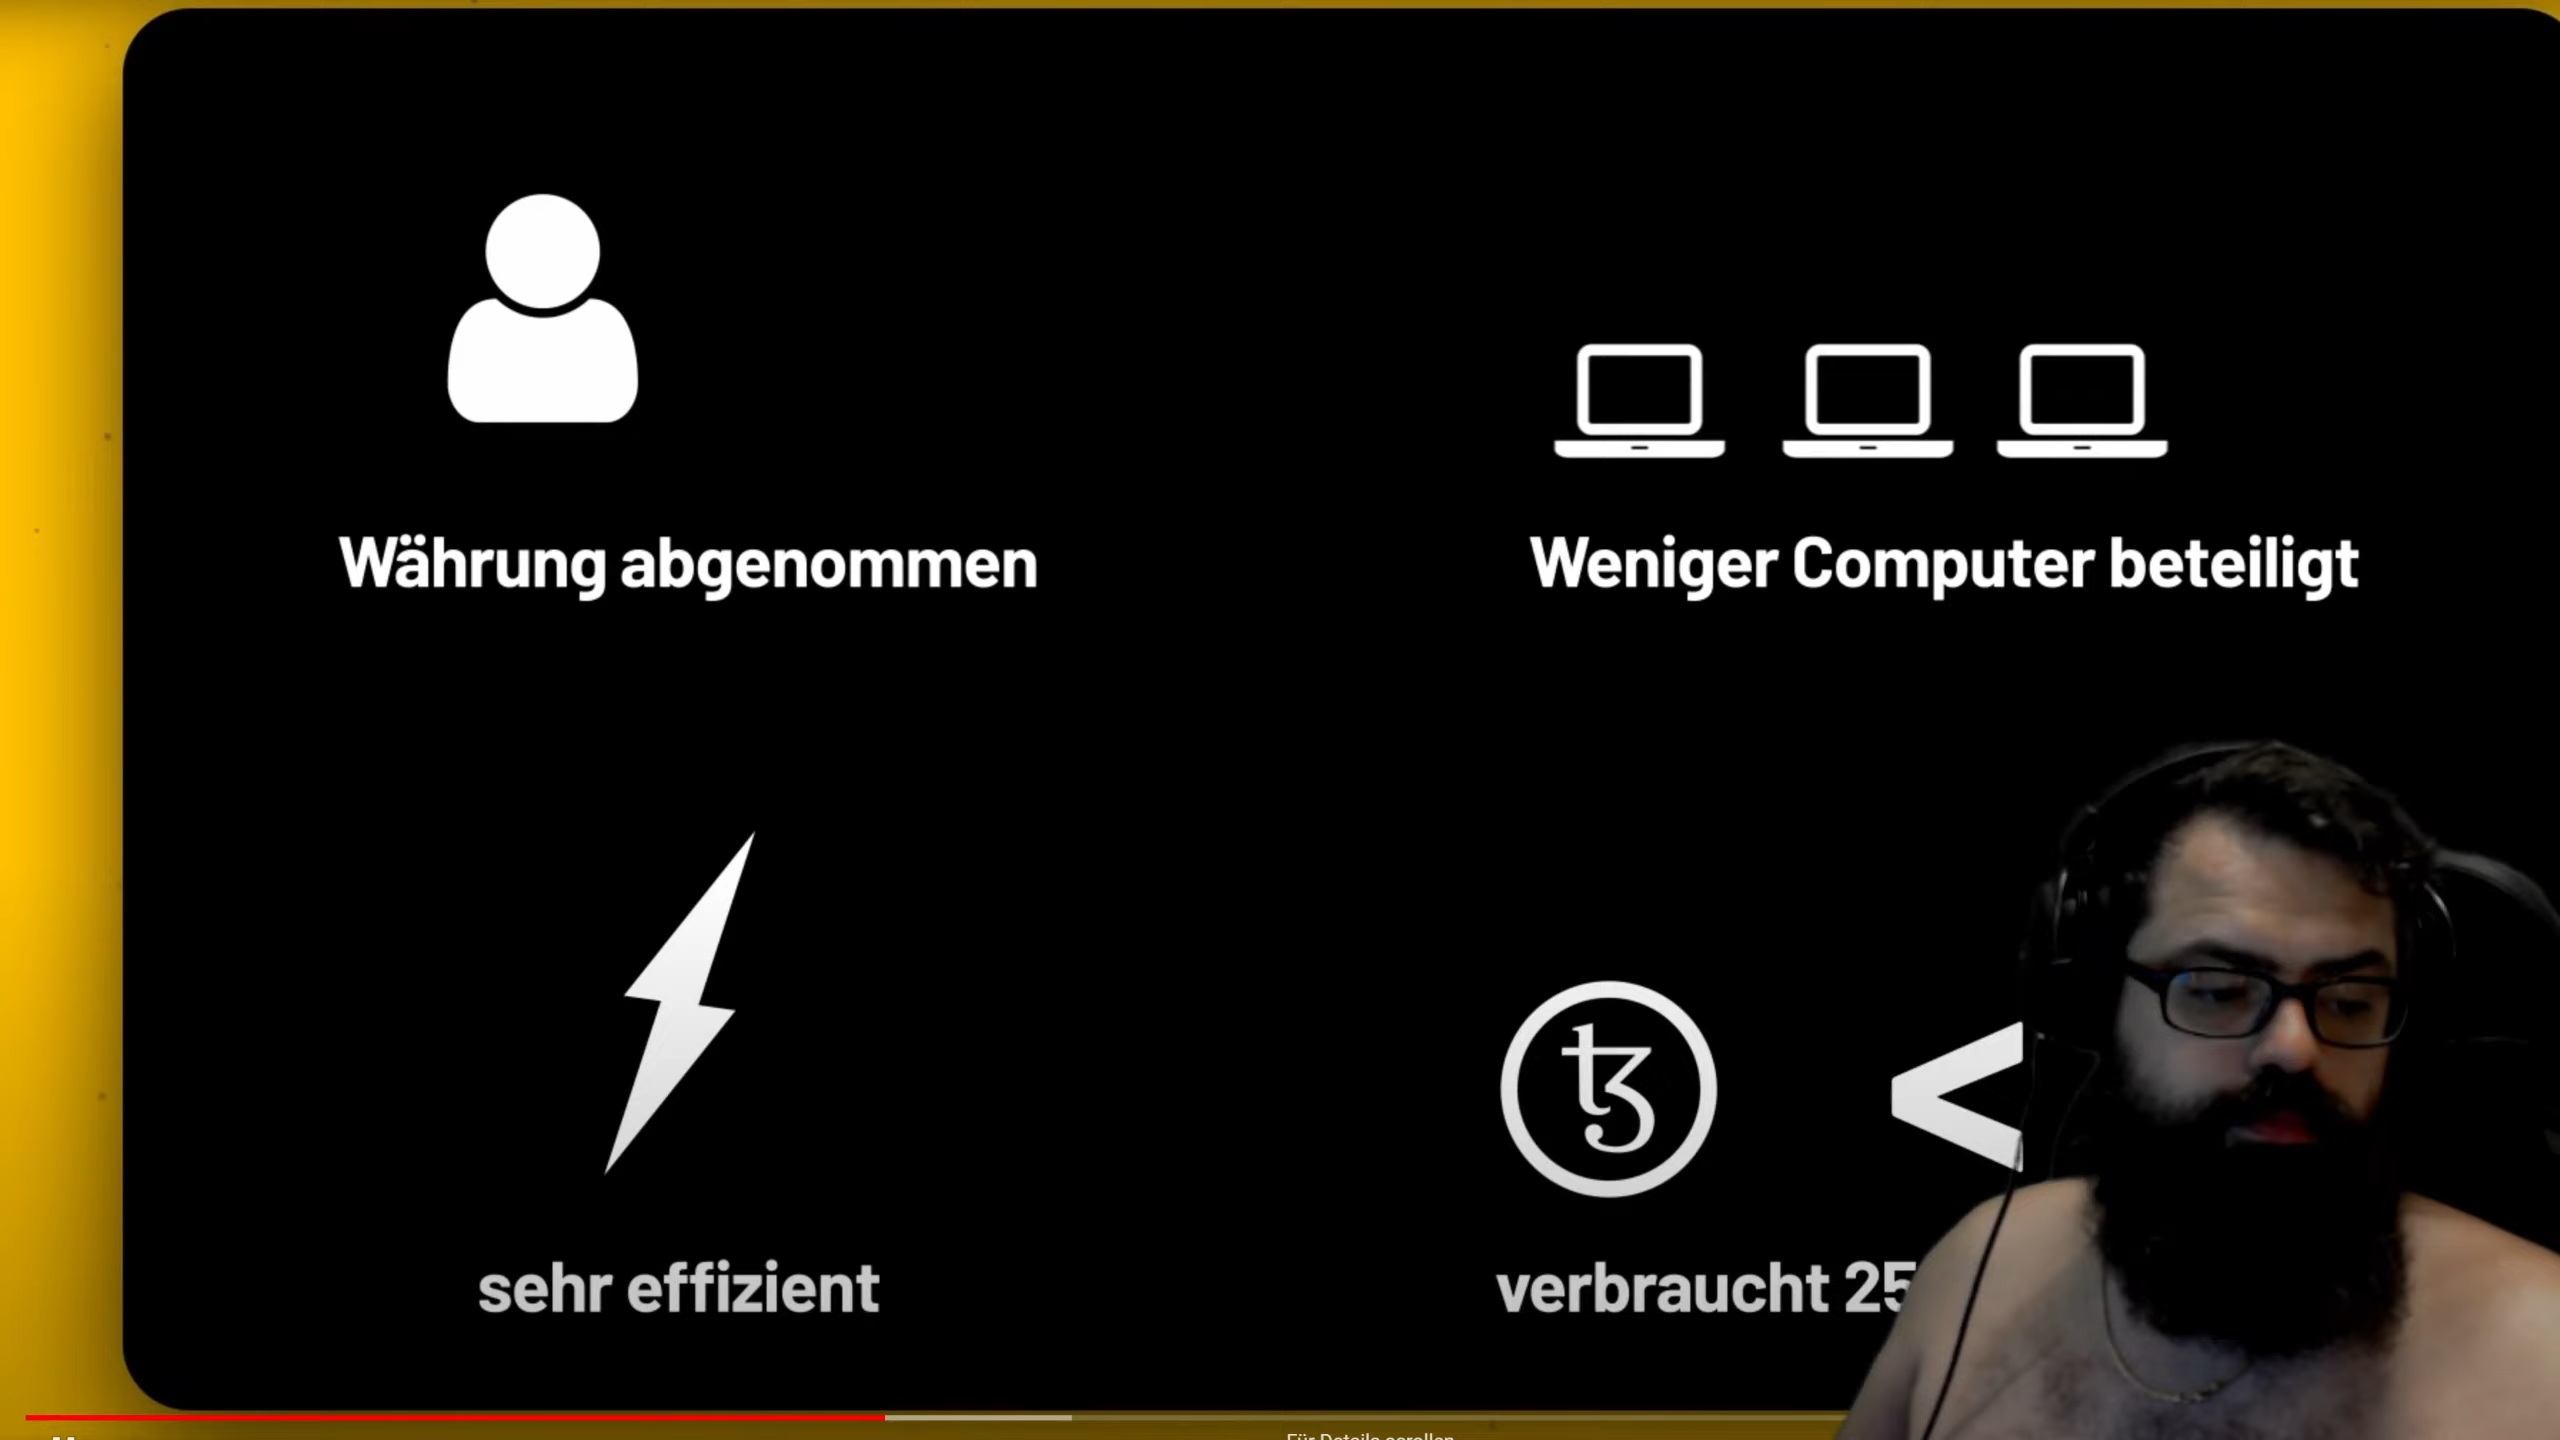 Währung abgenommen
Weniger Computer beteiligt
<
sehr effizient
verbraucht 25